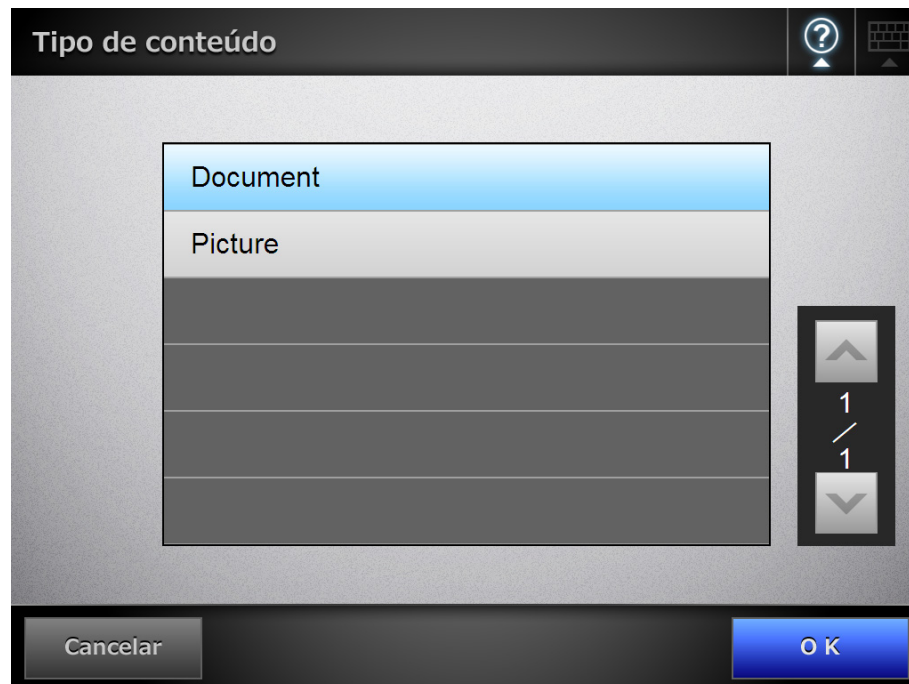 Tipo de conteúdo
?
Document
Picture
1
/
1
Cancelar
OK